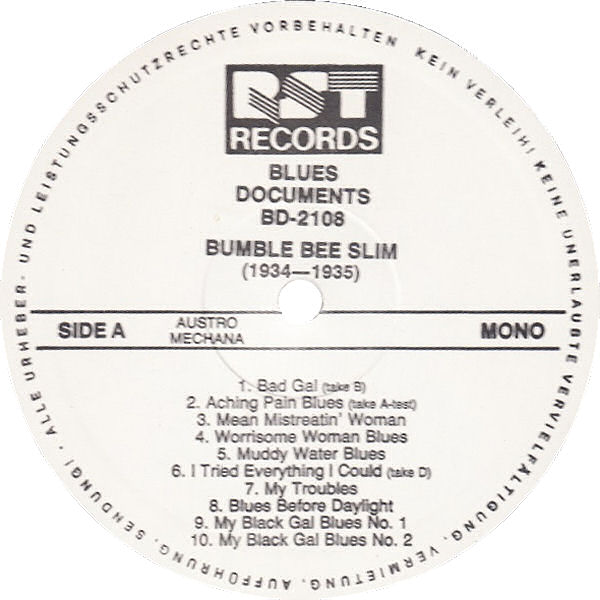 ALLE URHEBER- UND LEISTUNGSSCHUTZRECHTE VORBEHALTEN KEIN VERLEIH! KEINE UNERLAUBTE VERVIELFÄLTIGUNG, VERMIETUNG, AUFFÜHRUNG, SENDUNG! ·
RST
RECORDS
BLUES
DOCUMENTS
BD-2108
BUMBLE BEE SLIM
(1934—1935)
SIDE A
AUSTRO
MECHANA
MONO
1. Bad Gal (take B)
2. Aching Pain Blues (take A-test)
3. Mean Mistreatin' Woman
4. Worrisome Woman Blues
5. Muddy Water Blues
6. I Tried Everything I Could (take D)
7. My Troubles
8. Blues Before Daylight
9. My Black Gal Blues No. 1
10. My Black Gal Blues No. 2